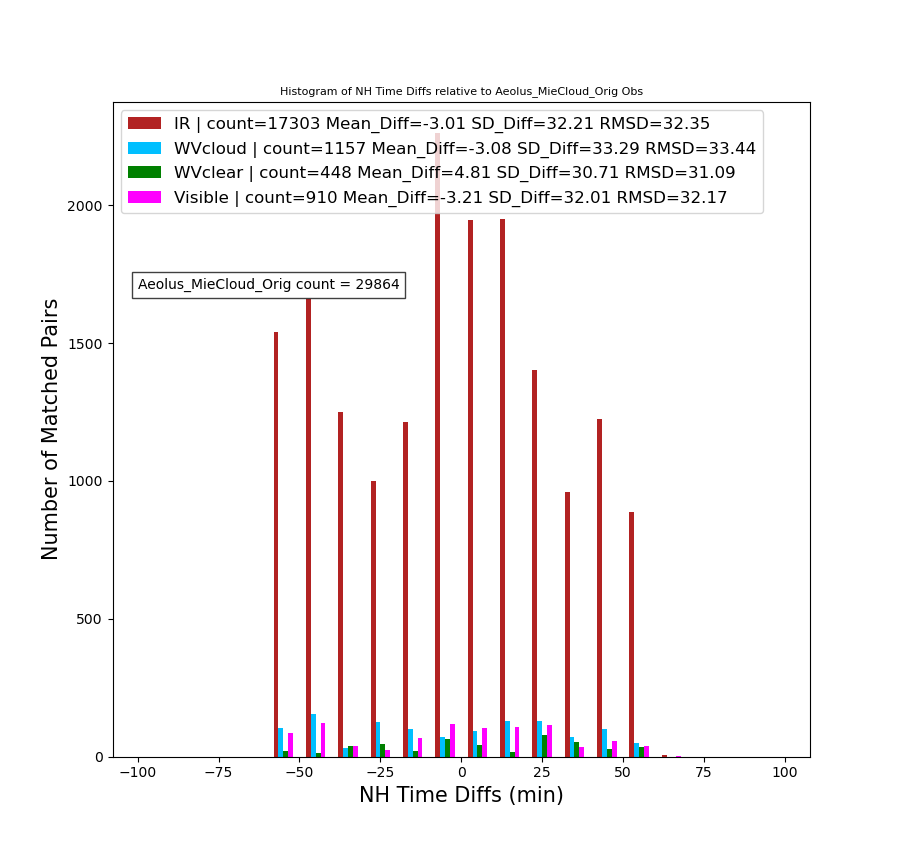 Histogram of NH Time Diffs relative to Aeolus_MieCloud_Orig Obs
IR | count=17303 Mean_Diff=-3.01 SD_Diff=32.21 RMSD=32.35
WVcloud | count=1157 Mean_Diff=-3.08 SD_Diff=33.29 RMSD=33.44
WVclear | count=448 Mean_Diff=4.81 SD_Diff=30.71 RMSD=31.09
Visible | count=910 Mean_Diff=-3.21 SD_Diff=32.01 RMSD=32.17
Aeolus_MieCloud_Orig count = 29864
Number of Matched Pairs
2000
1500
1000
500
0
−100 −75 −50 −25 0 25 50 75 100
NH Time Diffs (min)